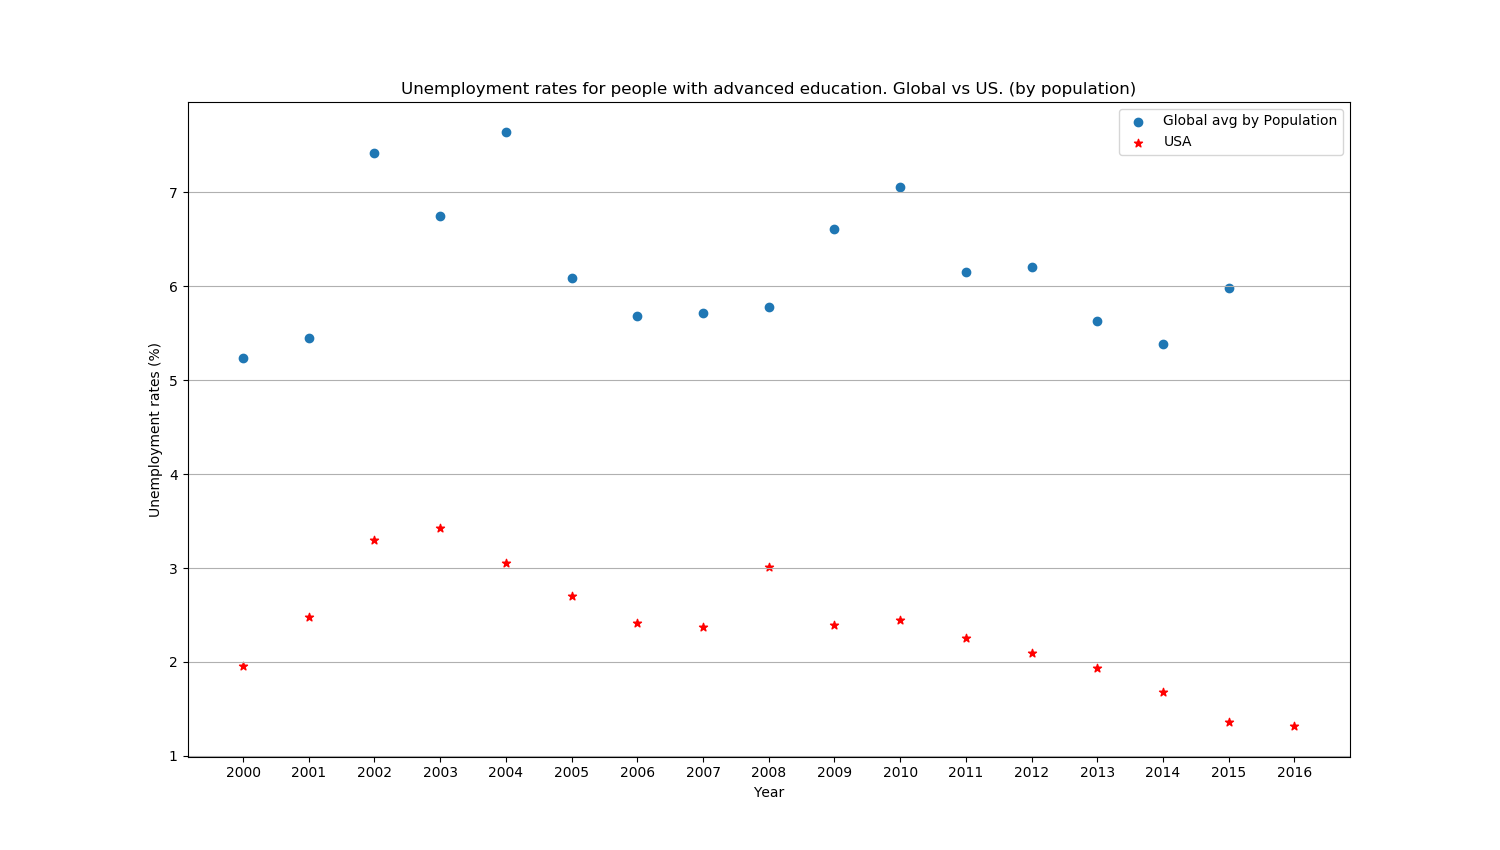 Unemployment rates for people with advanced education. Global vs US. (by population)
Global avg by Population
USA
Unemployment rates (%)
7
6
5
4
3
2
1
2000 2001 2002 2003 2004 2005 2006 2007 2008 2009 2010 2011 2012 2013 2014 2015 2016
Year